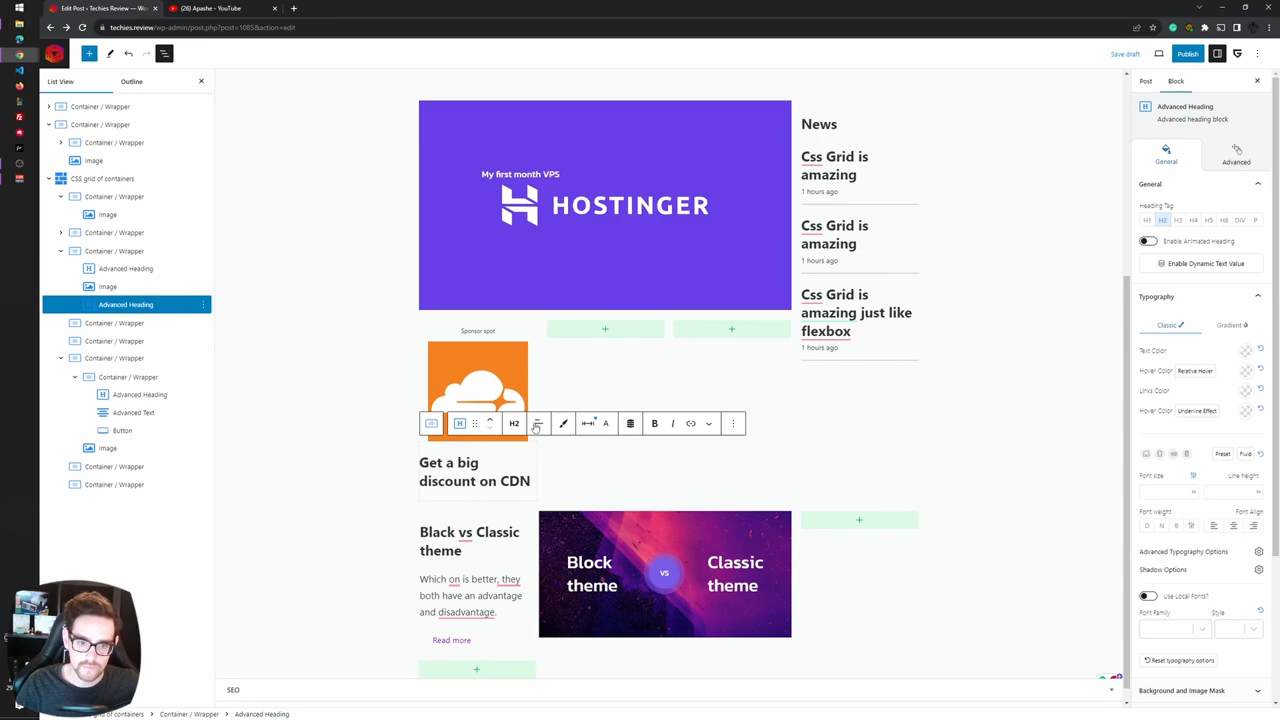 Edit Post ‹ Techies Review — Wo
(26) Apashe - YouTube
techies.review/wp-admin/post.php?post=1085&action=edit
Save draft
Publish
List View
Outline
Container / Wrapper
Container / Wrapper
Container / Wrapper
Image
CSS grid of containers
Container / Wrapper
Image
Container / Wrapper
Container / Wrapper
Advanced Heading
Image
Advanced Heading
Container / Wrapper
Container / Wrapper
Container / Wrapper
Container / Wrapper
Advanced Heading
Advanced Text
Button
Image
Container / Wrapper
Container / Wrapper
My first month VPS
HOSTINGER
News
Css Grid is
amazing
1 hours ago
Css Grid is
amazing
1 hours ago
Css Grid is
amazing just like
flexbox
1 hours ago
Sponsor spot
H H2 A B I
Get a big
discount on CDN
Black vs Classic
theme
Which on is better, they
both have an advantage
and disadvantage.
Read more
Block
theme
VS
Classic
theme
SEO
grid of containers > Container / Wrapper > Advanced Heading
Post
Block
Advanced Heading
Advanced heading block
General
Advanced
General
Heading Tag
H1 H2 H3 H4 H5 H6 DIV P
Enable Animated Heading
Enable Dynamic Text Value
Typography
Classic
Gradient
Text Color
Hover Color Relative Hover
Links Color
Hover Color Underline Effect
Preset Fluid
Font size
Line height
Font weight
Font Align
D N B
Advanced Typography Options
Shadow Options
Use Local Fonts?
Font Family
Style
Reset typography options
Background and Image Mask